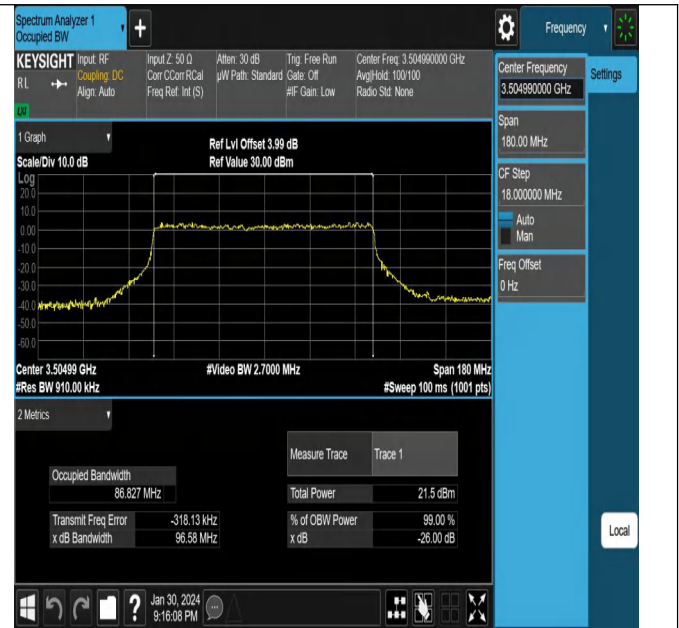 Spectrum Analyzer 1
Occupied BW
+
Frequency
KEYSIGHT
RL
LXI
Input: RF
Coupling: DC
Align: Auto
Input Z: 50 Ω
Corr CCorr RCal
Freq Ref: Int (S)
Atten: 30 dB
µW Path: Standard
Trig: Free Run
Gate: Off
#IF Gain: Low
Center Freq: 3.504990000 GHz
Avg|Hold: 100/100
Radio Std: None
Center Frequency
3.504990000 GHz
Settings
Span
180.00 MHz
CF Step
18.000000 MHz
Auto
Man
Freq Offset
0 Hz
1 Graph
Scale/Div 10.0 dB
Ref Lvl Offset 3.99 dB
Ref Value 30.00 dBm
Log
20.0
10.0
0.00
-10.0
-20.0
-30.0
-40.0
-50.0
-60.0
Center 3.50499 GHz
#Video BW 2.7000 MHz
Span 180 MHz
#Res BW 910.00 kHz
#Sweep 100 ms (1001 pts)
2 Metrics
Measure Trace Trace 1
Occupied Bandwidth
86.827 MHz
Total Power 21.5 dBm
Transmit Freq Error -318.13 kHz
% of OBW Power 99.00 %
x dB Bandwidth 96.58 MHz
x dB -26.00 dB
Local
?
Jan 30, 2024
9:16:08 PM